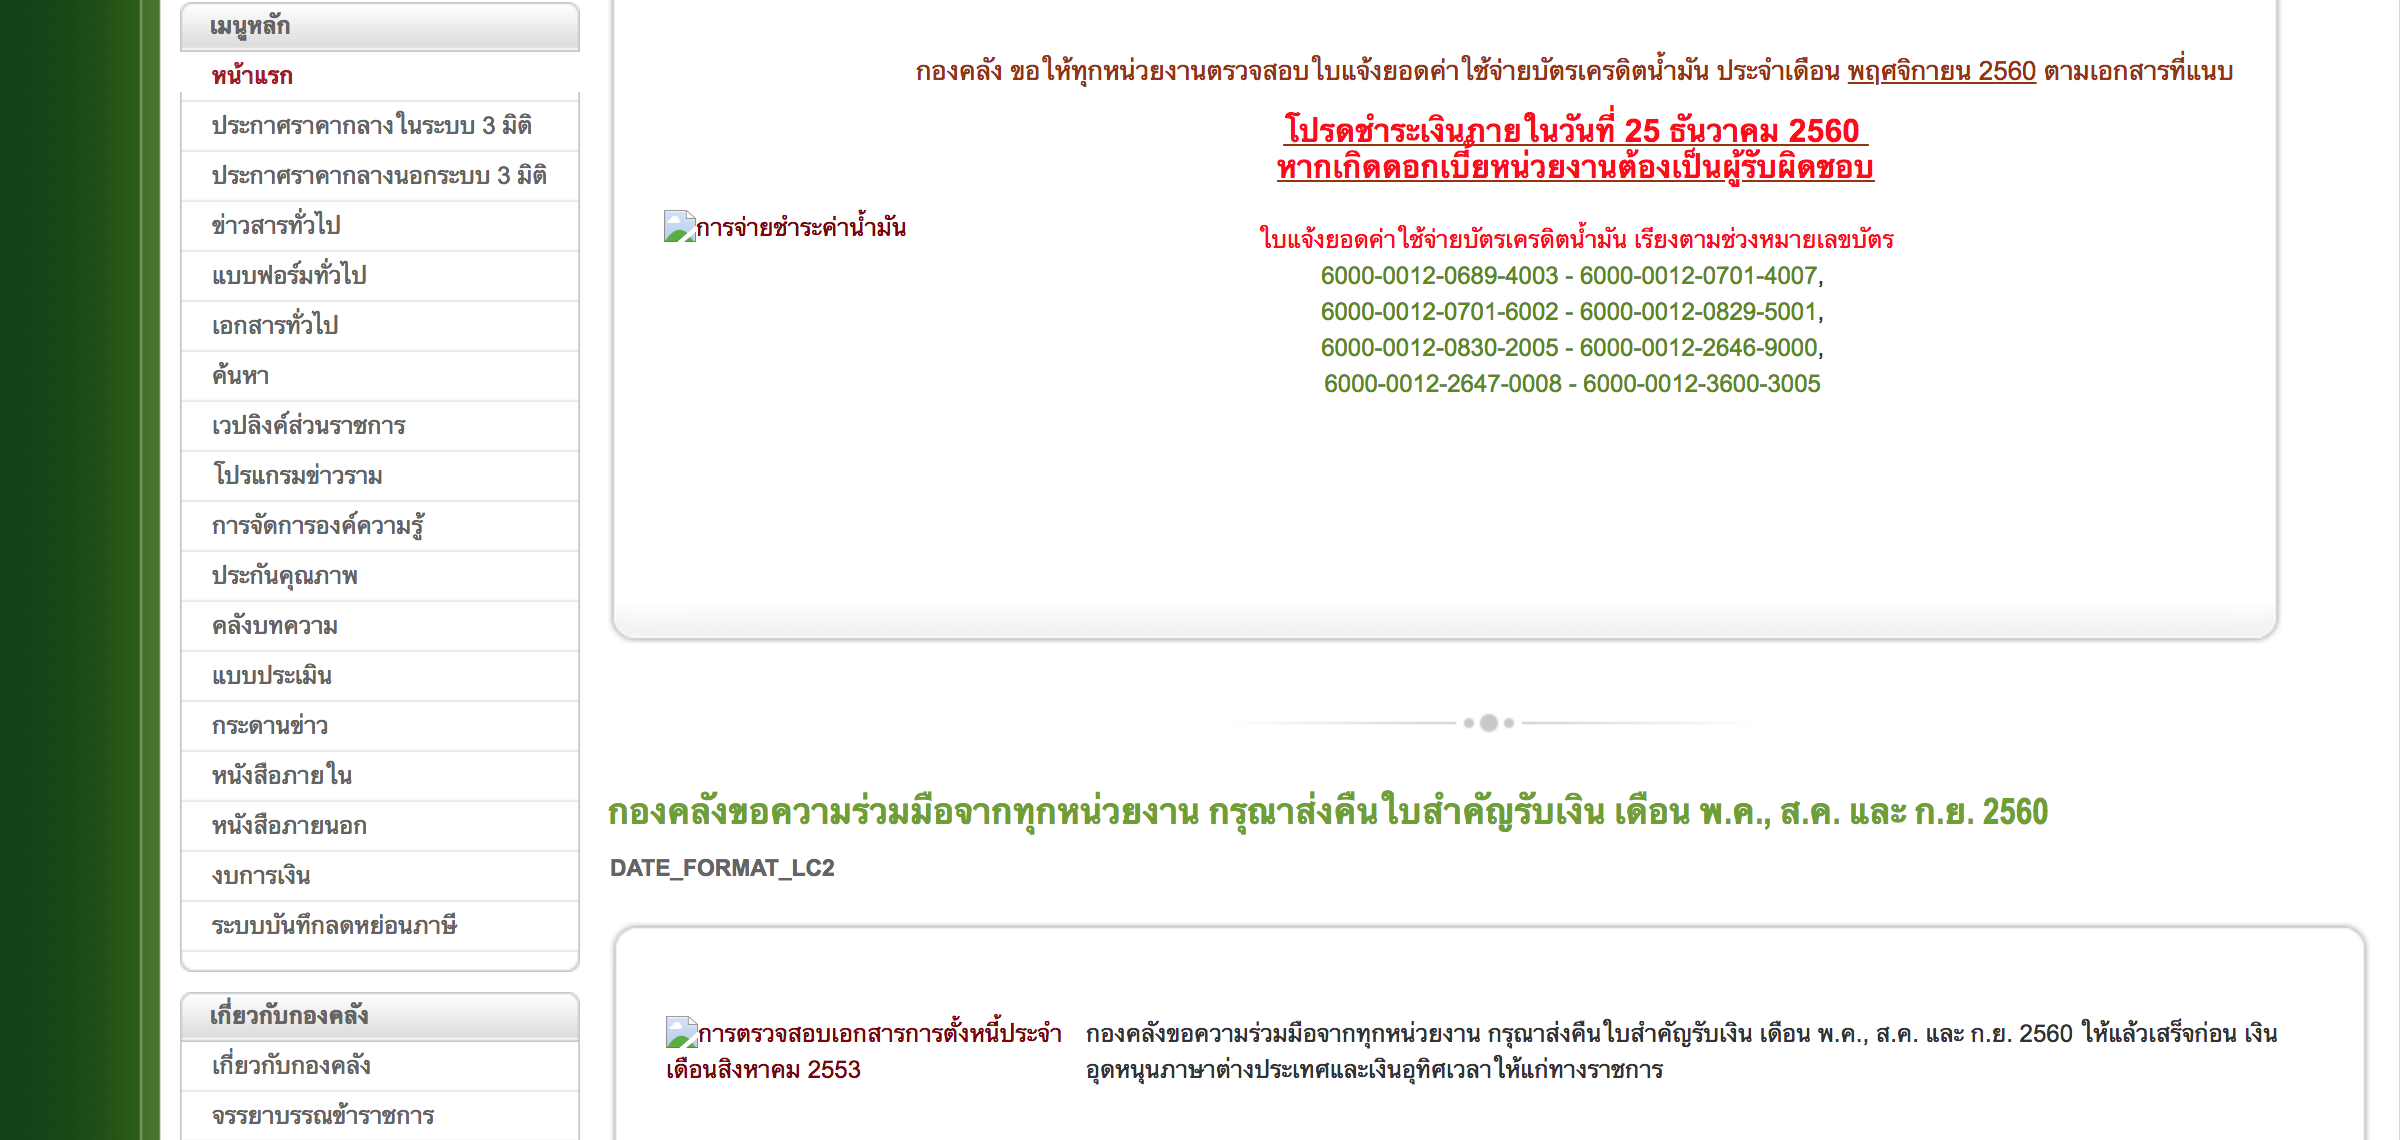 เมนูหลัก
หน้าแรก
ประกาศราคากลางในระบบ 3 มิติ
ประกาศราคากลางนอกระบบ 3 มิติ
ข่าวสารทั่วไป
แบบฟอร์มทั่วไป
เอกสารทั่วไป
ค้นหา
เวปลิงค์ส่วนราชการ
โปรแกรมข่าวราม
การจัดการองค์ความรู้
ประกันคุณภาพ
คลังบทความ
แบบประเมิน
กระดานข่าว
หนังสือภายใน
หนังสือภายนอก
งบการเงิน
ระบบบันทึกลดหย่อนภาษี
เกี่ยวกับกองคลัง
เกี่ยวกับกองคลัง
จรรยาบรรณข้าราชการ
กองคลัง ขอให้ทุกหน่วยงานตรวจสอบใบแจ้งยอดค่าใช้จ่ายบัตรเครดิตน้ำมัน ประจำเดือน พฤศจิกายน 2560 ตามเอกสารที่แนบ
โปรดชำระเงินภายในวันที่ 25 ธันวาคม 2560
หากเกิดดอกเบี้ยหน่วยงานต้องเป็นผู้รับผิดชอบ
การจ่ายชำระค่าน้ำมัน
ใบแจ้งยอดค่าใช้จ่ายบัตรเครดิตน้ำมัน เรียงตามช่วงหมายเลขบัตร
6000-0012-0689-4003 - 6000-0012-0701-4007,
6000-0012-0701-6002 - 6000-0012-0829-5001,
6000-0012-0830-2005 - 6000-0012-2646-9000,
6000-0012-2647-0008 - 6000-0012-3600-3005
กองคลังขอความร่วมมือจากทุกหน่วยงาน กรุณาส่งคืนใบสำคัญรับเงิน เดือน พ.ค., ส.ค. และ ก.ย. 2560
DATE_FORMAT_LC2
การตรวจสอบเอกสารการตั้งหนี้ประจำ
เดือนสิงหาคม 2553
กองคลังขอความร่วมมือจากทุกหน่วยงาน กรุณาส่งคืนใบสำคัญรับเงิน เดือน พ.ค., ส.ค. และ ก.ย. 2560 ให้แล้วเสร็จก่อน เงิน
อุดหนุนภาษาต่างประเทศและเงินอุทิศเวลาให้แก่ทางราชการ